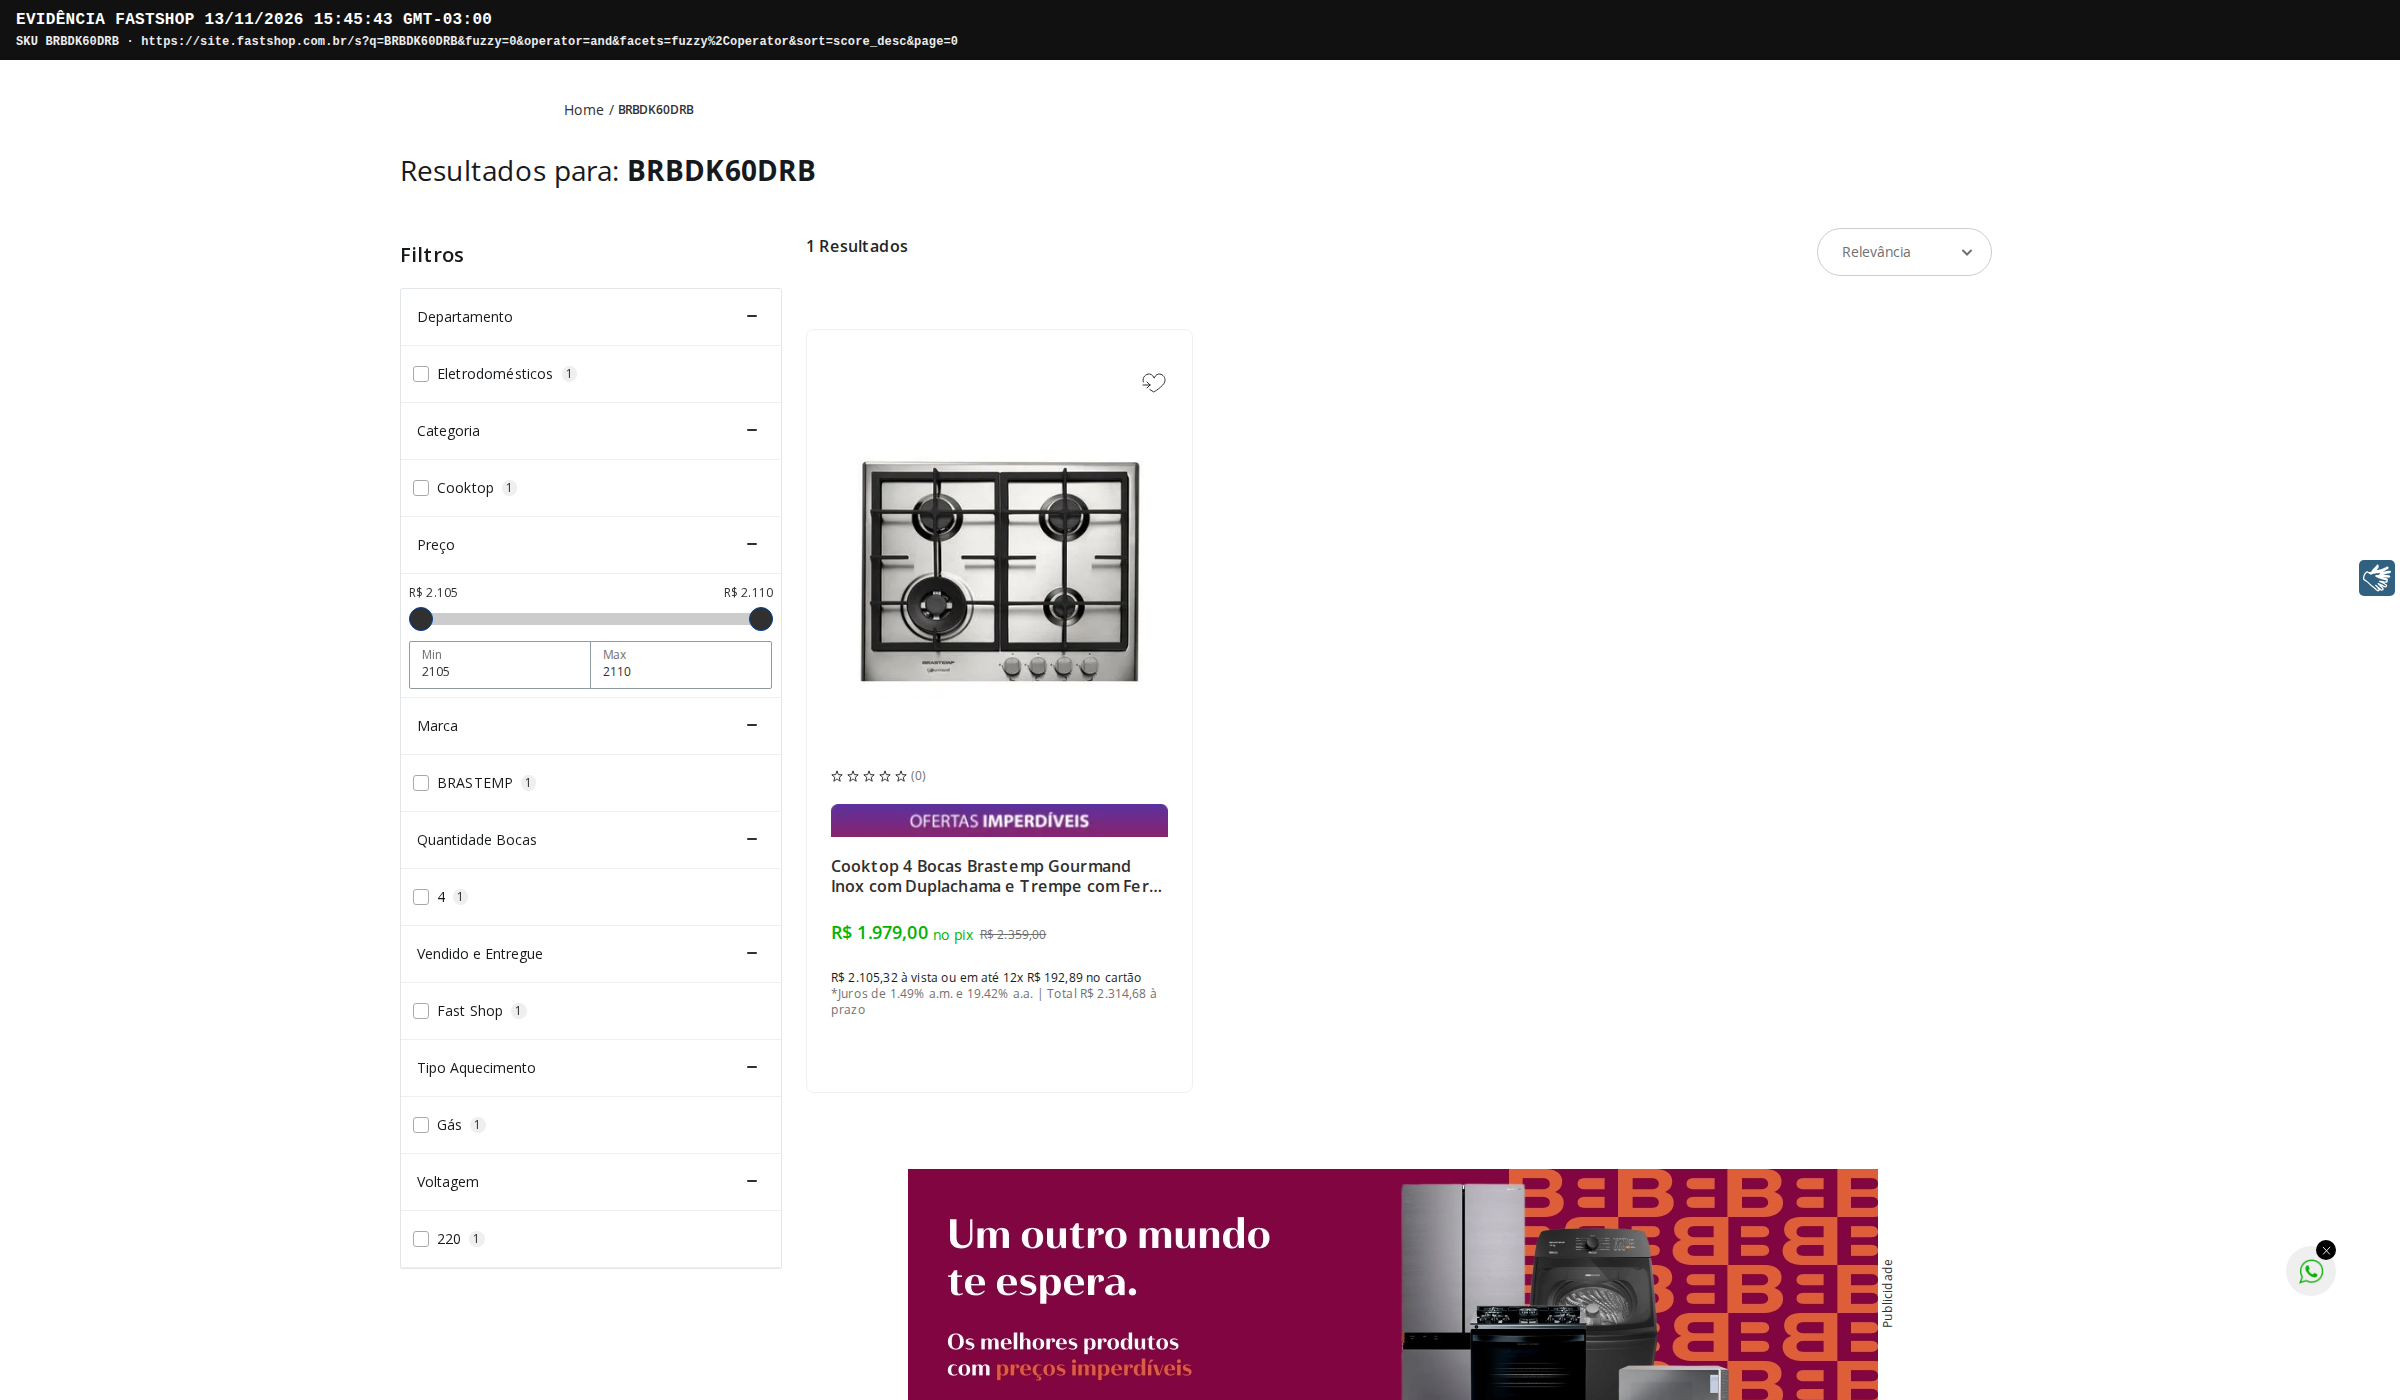 EVIDÊNCIA FASTSHOP 13/11/2026 15:45:43 GMT-03:00
SKU BRBDK60DRB · https://site.fastshop.com.br/s?q=BRBDK60DRB&fuzzy=0&operator=and&facets=fuzzy%2Coperator&sort=score_desc&page=0
Home / BRBDK60DRB
Resultados para: BRBDK60DRB
Filtros
1 Resultados
Relevância
Departamento
Eletrodomésticos 1
Categoria
Cooktop 1
Preço
R$ 2.105
R$ 2.110
Min
2105
Max
2110
Marca
BRASTEMP 1
Quantidade Bocas
4 1
Vendido e Entregue
Fast Shop 1
Tipo Aquecimento
Gás 1
Voltagem
220 1
BRASTEMP
Gourmand
(0)
OFERTAS IMPERDÍVEIS
Cooktop 4 Bocas Brastemp Gourmand
Inox com Duplachama e Trempe com Fer...
R$ 1.979,00 no pix R$ 2.359,00
R$ 2.105,32 à vista ou em até 12x R$ 192,89 no cartão
*Juros de 1.49% a.m. e 19.42% a.a. | Total R$ 2.314,68 à
prazo
Um outro mundo
te espera.
Os melhores produtos
com preços imperdíveis
Publicidade